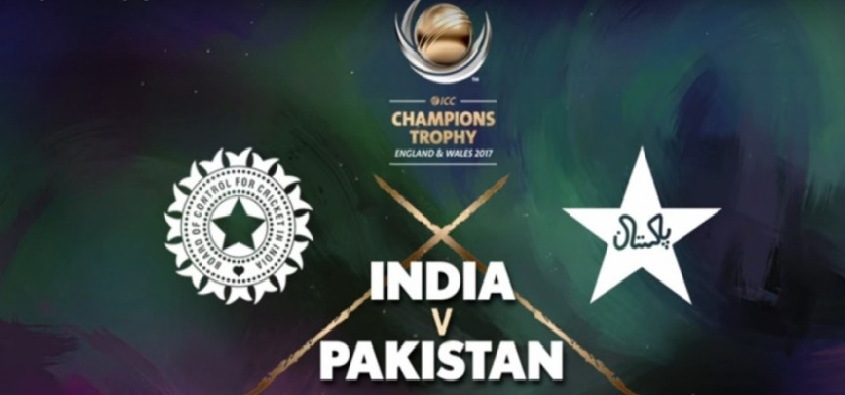 ICC
CHAMPIONS
TROPHY
ENGLAND & WALES 2017
BOARD OF CONTROL FOR CRICKET IN INDIA
پاکستان
INDIA
V
PAKISTAN